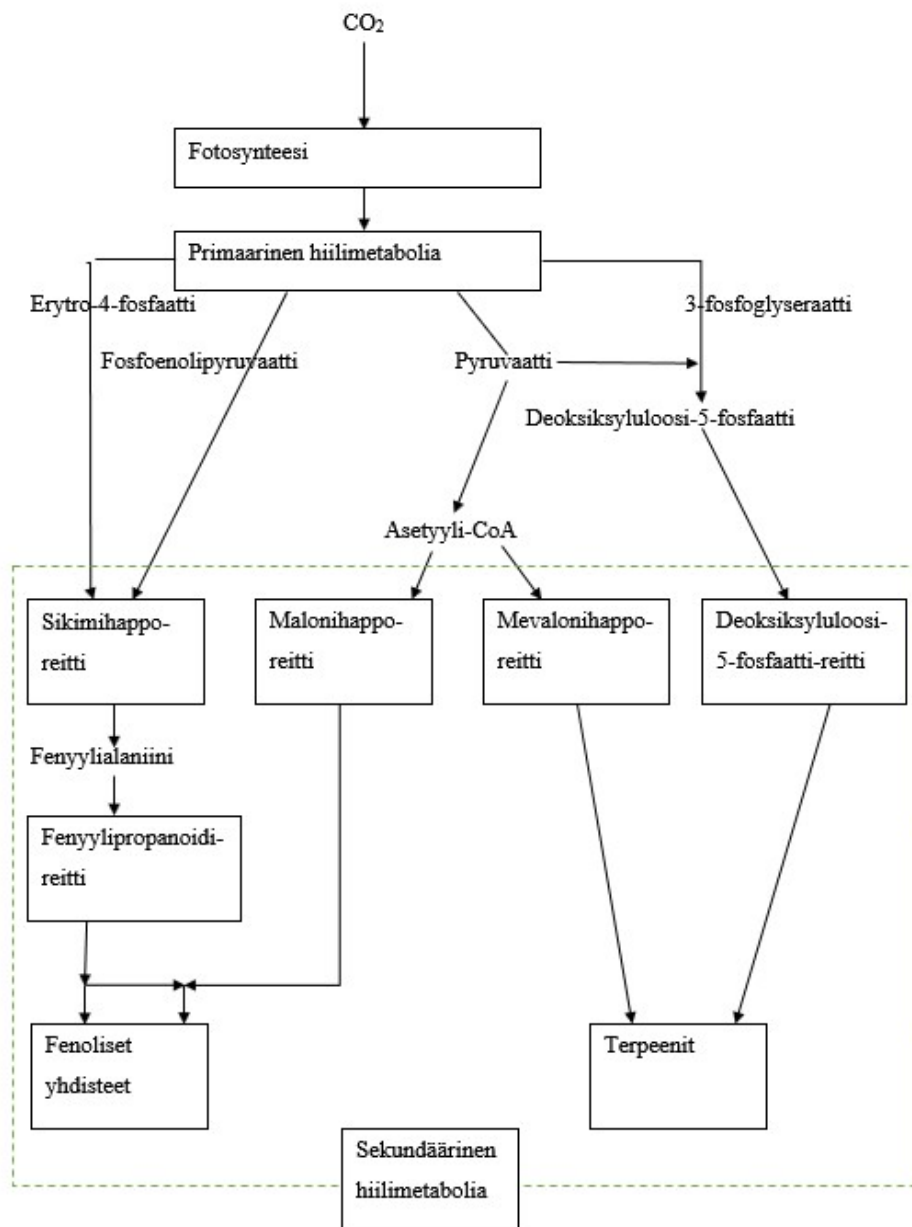 CO₂
Fotosynteesi
Primaarinen hiilimetabolia
Erytro-4-fosfaatti
3-fosfoglyseraatti
Fosfoenolipyruvaatti
Pyruvaatti
Deoksiksyluloosi-5-fosfaatti
Asetyyli-CoA
Sikimihappo-
reitti
Malonihappo-
reitti
Mevalonihappo-
reitti
Deoksiksyluloosi-
5-fosfaatti-reitti
Fenyylialaniini
Fenyylipropanoidi-
reitti
Fenoliset
yhdisteet
Terpeenit
Sekundäärinen
hiilimetabolia